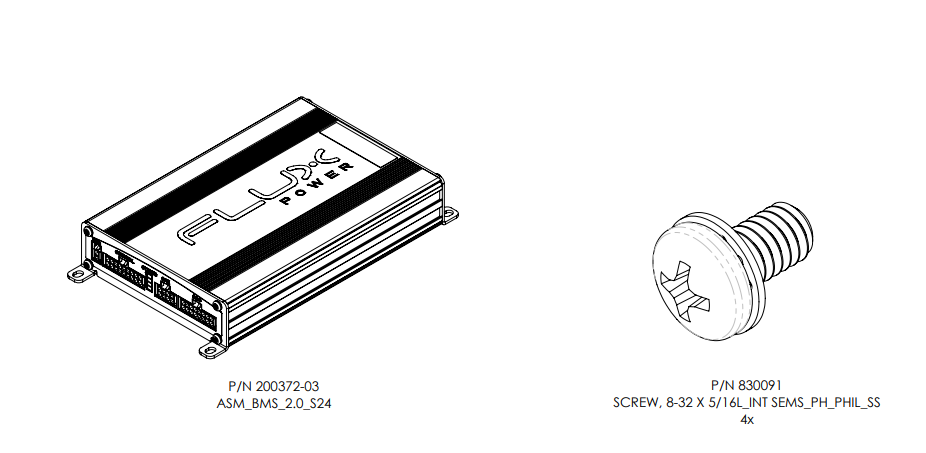 FLUX
POWER
P/N 200372-03
ASM_BMS_2.0_S24
P/N 830091
SCREW, 8-32 X 5/16L_INT SEMS_PH_PHIL_SS
4x